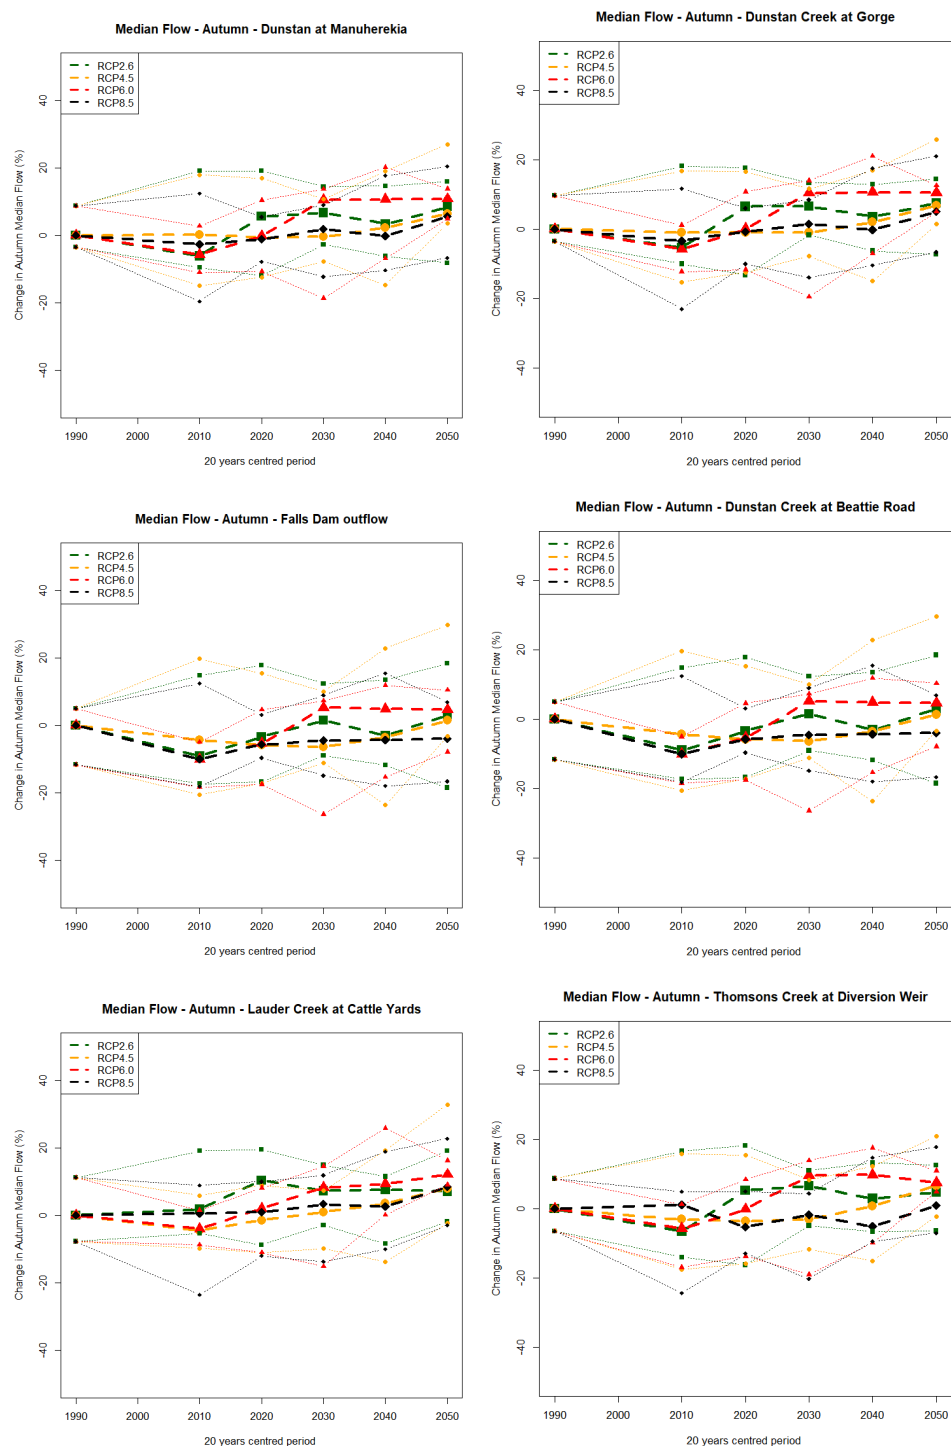 Median Flow - Autumn - Dunstan at Manuherekia
RCP2.6
RCP4.5
RCP6.0
RCP8.5
Change in Autumn Median Flow (%)
40
20
0
-20
-40
1990 2000 2010 2020 2030 2040 2050
20 years centred period
Median Flow - Autumn - Dunstan Creek at Gorge
RCP2.6
RCP4.5
RCP6.0
RCP8.5
Change in Autumn Median Flow (%)
40
20
0
-20
-40
1990 2000 2010 2020 2030 2040 2050
20 years centred period
Median Flow - Autumn - Falls Dam outflow
RCP2.6
RCP4.5
RCP6.0
RCP8.5
Change in Autumn Median Flow (%)
40
20
0
-20
-40
1990 2000 2010 2020 2030 2040 2050
20 years centred period
Median Flow - Autumn - Dunstan Creek at Beattie Road
RCP2.6
RCP4.5
RCP6.0
RCP8.5
Change in Autumn Median Flow (%)
40
20
0
-20
-40
1990 2000 2010 2020 2030 2040 2050
20 years centred period
Median Flow - Autumn - Lauder Creek at Cattle Yards
RCP2.6
RCP4.5
RCP6.0
RCP8.5
Change in Autumn Median Flow (%)
40
20
0
-20
-40
1990 2000 2010 2020 2030 2040 2050
20 years centred period
Median Flow - Autumn - Thomsons Creek at Diversion Weir
RCP2.6
RCP4.5
RCP6.0
RCP8.5
Change in Autumn Median Flow (%)
40
20
0
-20
-40
1990 2000 2010 2020 2030 2040 2050
20 years centred period